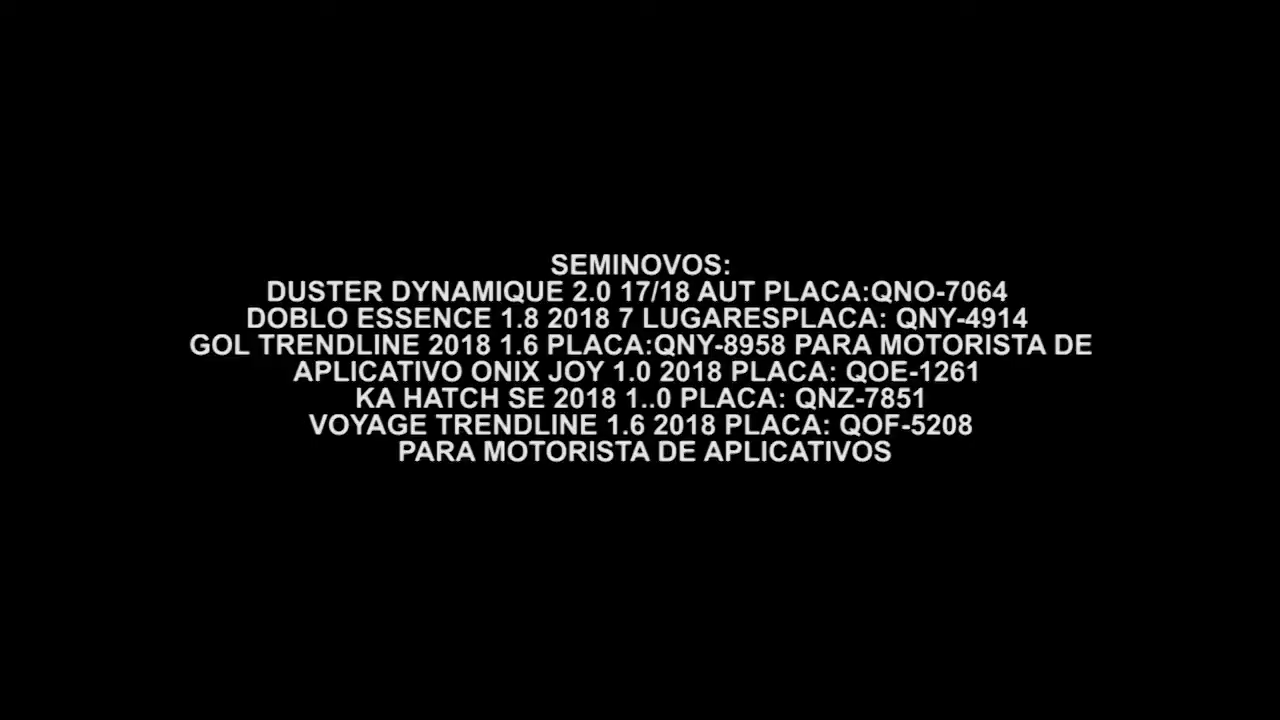 SEMINOVOS:
DUSTER DYNAMIQUE 2.0 17/18 AUT PLACA:QNO-7064
DOBLO ESSENCE 1.8 2018 7 LUGARESPLACA: QNY-4914
GOL TRENDLINE 2018 1.6 PLACA:QNY-8958 PARA MOTORISTA DE
APLICATIVO ONIX JOY 1.0 2018 PLACA: QOE-1261
KA HATCH SE 2018 1..0 PLACA: QNZ-7851
VOYAGE TRENDLINE 1.6 2018 PLACA: QOF-5208
PARA MOTORISTA DE APLICATIVOS